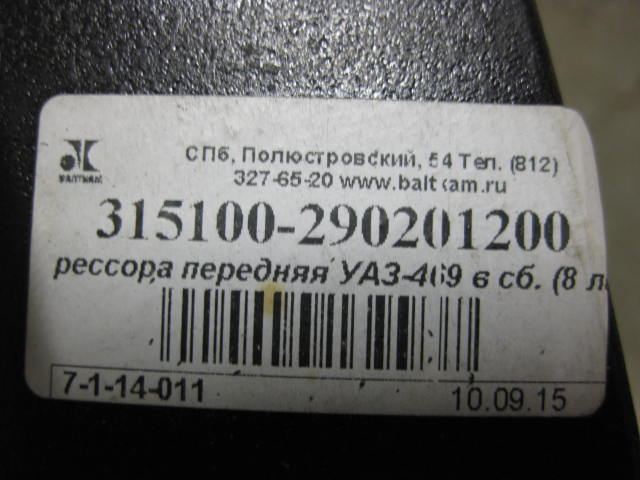 БАЛТКАМ
СПб, Полюстровский, 54 Тел. (812)
327-65-20 www.baltkam.ru
315100-290201200
рессора передняя УАЗ-469 в сб. (8 л
7-1-14-011
10.09.15